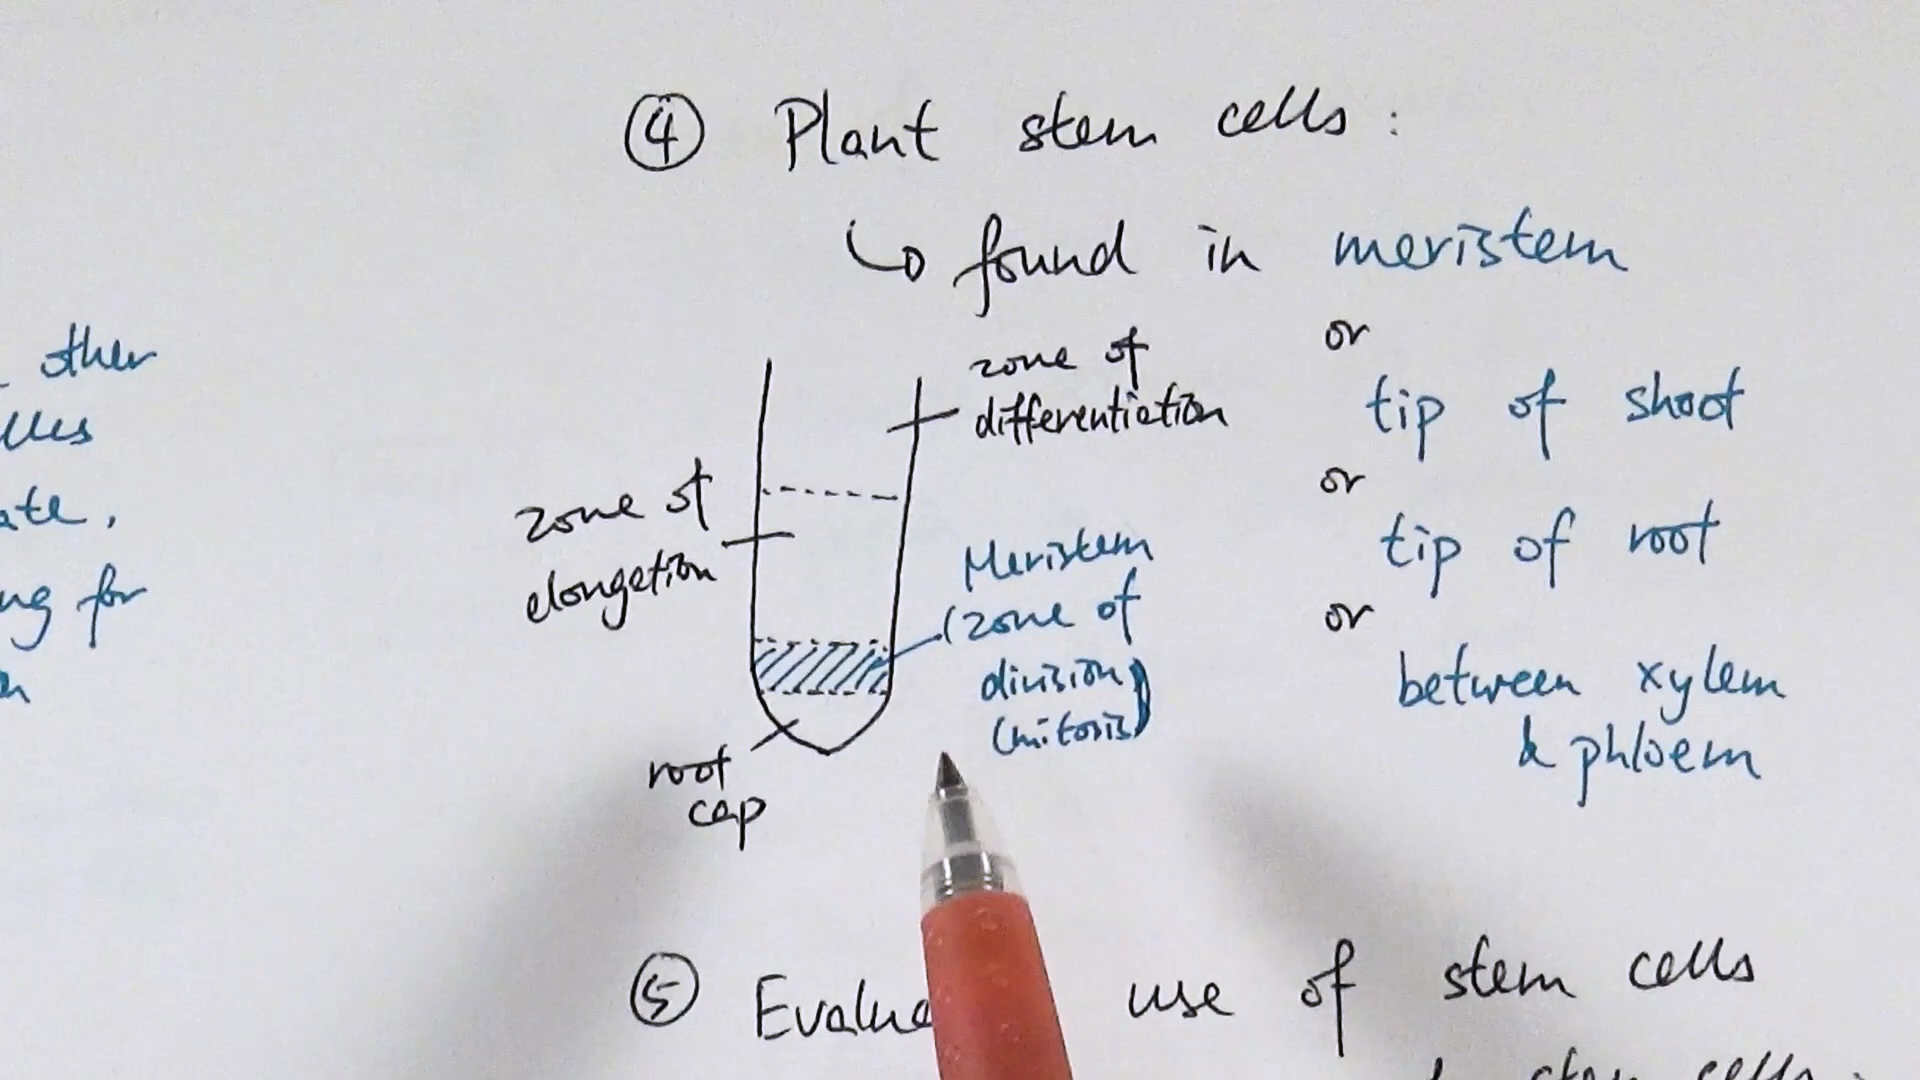 ④ Plant stem cells:
↳ found in meristem
or
tip of shoot
or
tip of root
or
between xylem
& phloem
zone of
differentiation
zone of
elongation
Meristem
(zone of
division)
(mitosis)
root
cap
other
ate,
for
⑤ use of stem cells
stem cells: